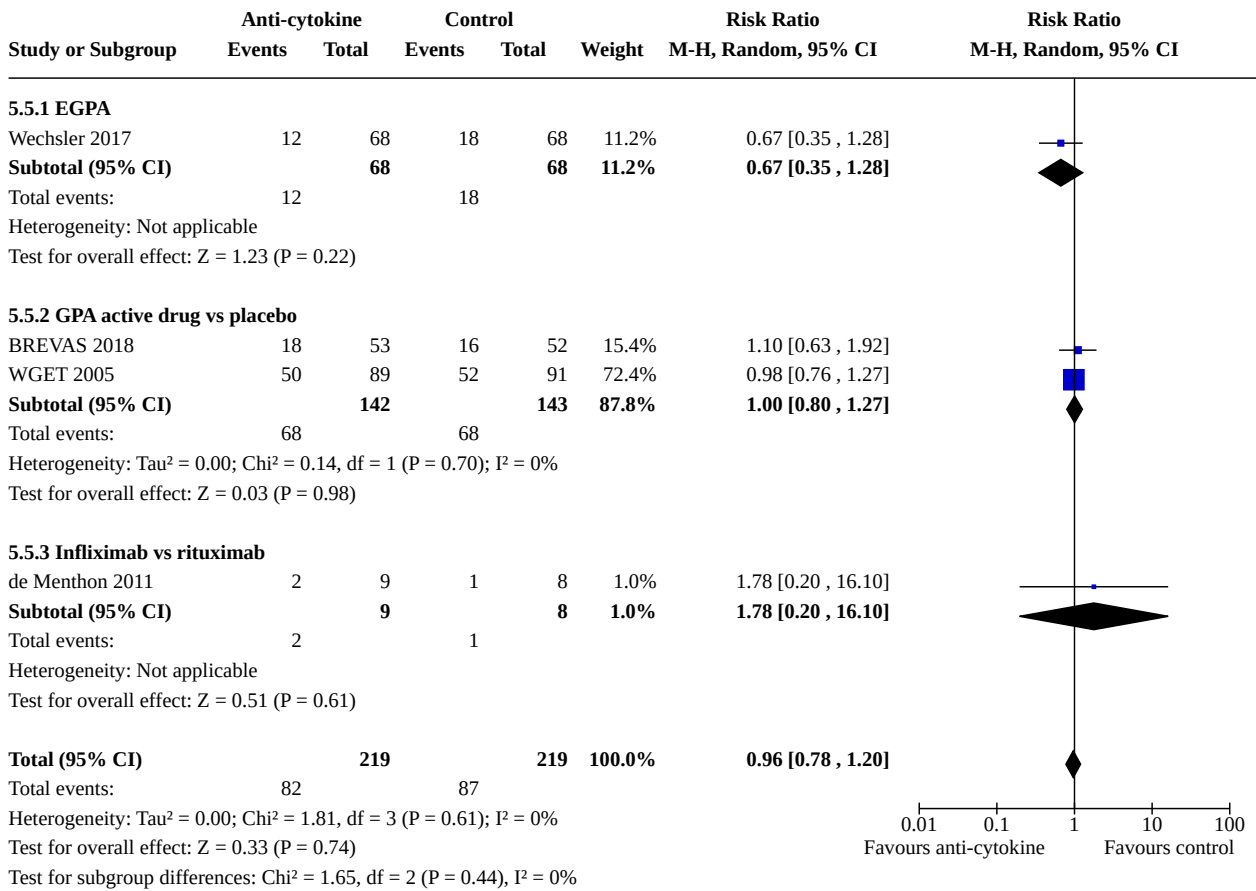 Anti-cytokine Control Risk Ratio Risk Ratio
Study or Subgroup Events Total Events Total Weight M-H, Random, 95% CI M-H, Random, 95% CI
5.5.1 EGPA
Wechsler 2017 12 68 18 68 11.2% 0.67 [0.35 , 1.28]
Subtotal (95% CI) 68 68 11.2% 0.67 [0.35 , 1.28]
Total events: 12 18
Heterogeneity: Not applicable
Test for overall effect: Z = 1.23 (P = 0.22)
5.5.2 GPA active drug vs placebo
BREVAS 2018 18 53 16 52 15.4% 1.10 [0.63 , 1.92]
WGET 2005 50 89 52 91 72.4% 0.98 [0.76 , 1.27]
Subtotal (95% CI) 142 143 87.8% 1.00 [0.80 , 1.27]
Total events: 68 68
Heterogeneity: Tau² = 0.00; Chi² = 0.14, df = 1 (P = 0.70); I² = 0%
Test for overall effect: Z = 0.03 (P = 0.98)
5.5.3 Infliximab vs rituximab
de Menthon 2011 2 9 1 8 1.0% 1.78 [0.20 , 16.10]
Subtotal (95% CI) 9 8 1.0% 1.78 [0.20 , 16.10]
Total events: 2 1
Heterogeneity: Not applicable
Test for overall effect: Z = 0.51 (P = 0.61)
Total (95% CI) 219 219 100.0% 0.96 [0.78 , 1.20]
Total events: 82 87
Heterogeneity: Tau² = 0.00; Chi² = 1.81, df = 3 (P = 0.61); I² = 0%
0.01 0.1 1 10 100
Test for overall effect: Z = 0.33 (P = 0.74)
Favours anti-cytokine Favours control
Test for subgroup differences: Chi² = 1.65, df = 2 (P = 0.44), I² = 0%